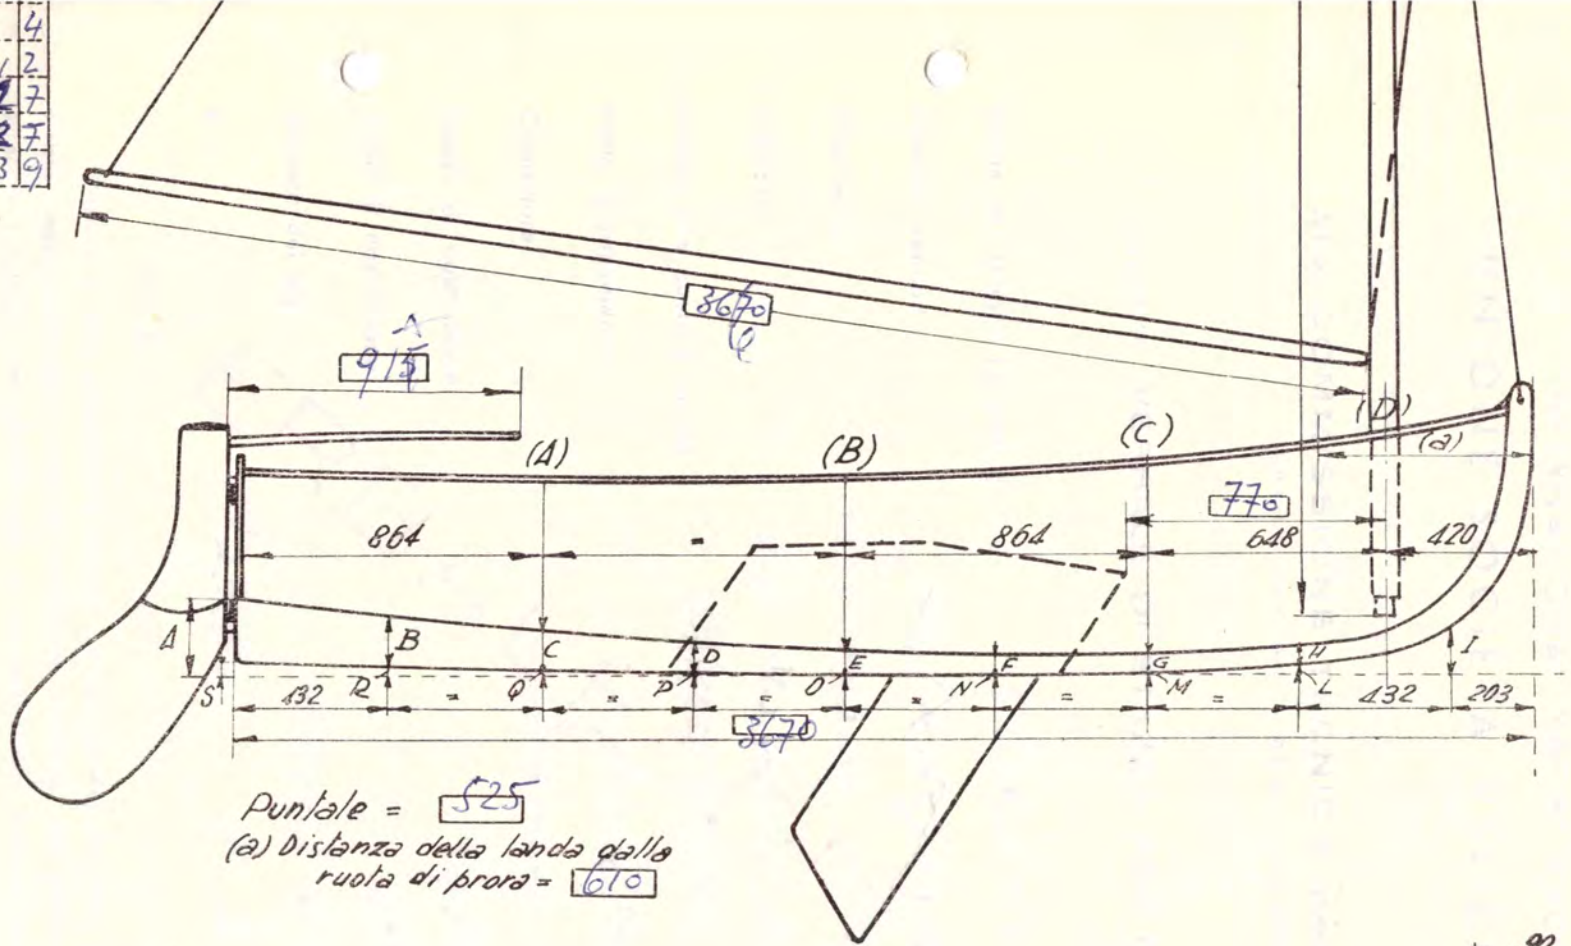 4
2
7
7
9
3670
915
(A)
(B)
(C)
(D)
(a)
770
864
864
648
420
A
B
C
D
E
F
G
H
I
S
R
Q
P
O
N
M
L
432
=
=
=
=
=
=
=
432
203
3670
Puntale = 525
(a) Distanza della landa dalla
ruota di prora = 610